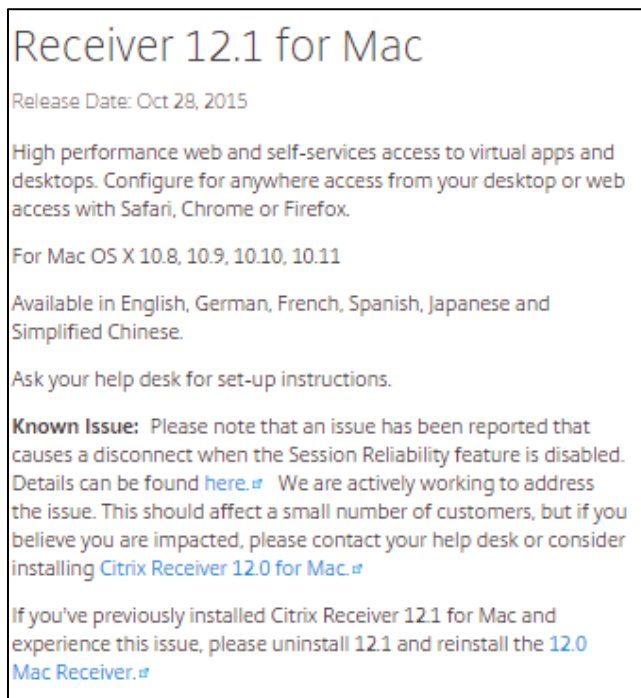 Receiver 12.1 for Mac
Release Date: Oct 28, 2015
High performance web and self-services access to virtual apps and
desktops. Configure for anywhere access from your desktop or web
access with Safari, Chrome or Firefox.
For Mac OS X 10.8, 10.9, 10.10, 10.11
Available in English, German, French, Spanish, Japanese and
Simplified Chinese.
Ask your help desk for set-up instructions.
Known Issue: Please note that an issue has been reported that
causes a disconnect when the Session Reliability feature is disabled.
Details can be found here. We are actively working to address
the issue. This should affect a small number of customers, but if you
believe you are impacted, please contact your help desk or consider
installing Citrix Receiver 12.0 for Mac.
If you've previously installed Citrix Receiver 12.1 for Mac and
experience this issue, please uninstall 12.1 and reinstall the 12.0
Mac Receiver.